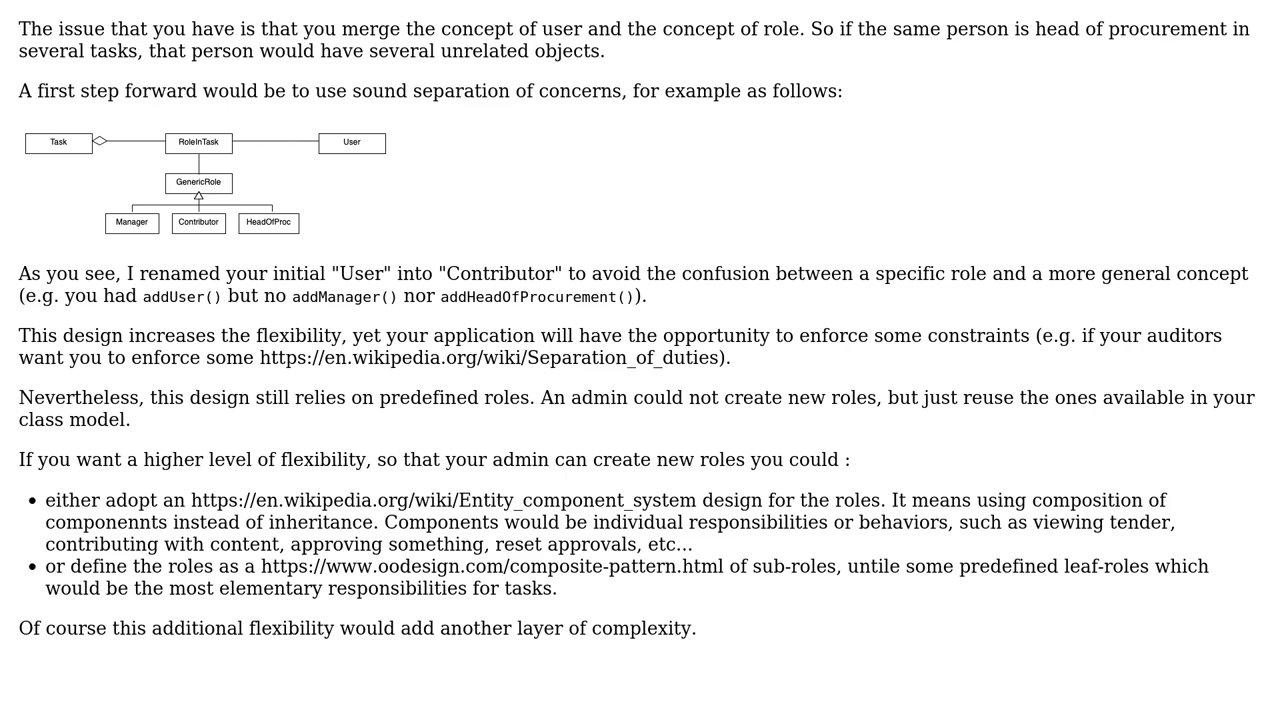 The issue that you have is that you merge the concept of user and the concept of role. So if the same person is head of procurement in
several tasks, that person would have several unrelated objects.
A first step forward would be to use sound separation of concerns, for example as follows:
Task RoleInTask User
GenericRole
Manager Contributor HeadOfProc
As you see, I renamed your initial "User" into "Contributor" to avoid the confusion between a specific role and a more general concept
(e.g. you had addUser() but no addManager() nor addHeadOfProcurement()).
This design increases the flexibility, yet your application will have the opportunity to enforce some constraints (e.g. if your auditors
want you to enforce some https://en.wikipedia.org/wiki/Separation_of_duties).
Nevertheless, this design still relies on predefined roles. An admin could not create new roles, but just reuse the ones available in your
class model.
If you want a higher level of flexibility, so that your admin can create new roles you could :
• either adopt an https://en.wikipedia.org/wiki/Entity_component_system design for the roles. It means using composition of
componennts instead of inheritance. Components would be individual responsibilities or behaviors, such as viewing tender,
contributing with content, approving something, reset approvals, etc...
• or define the roles as a https://www.oodesign.com/composite-pattern.html of sub-roles, untile some predefined leaf-roles which
would be the most elementary responsibilities for tasks.
Of course this additional flexibility would add another layer of complexity.